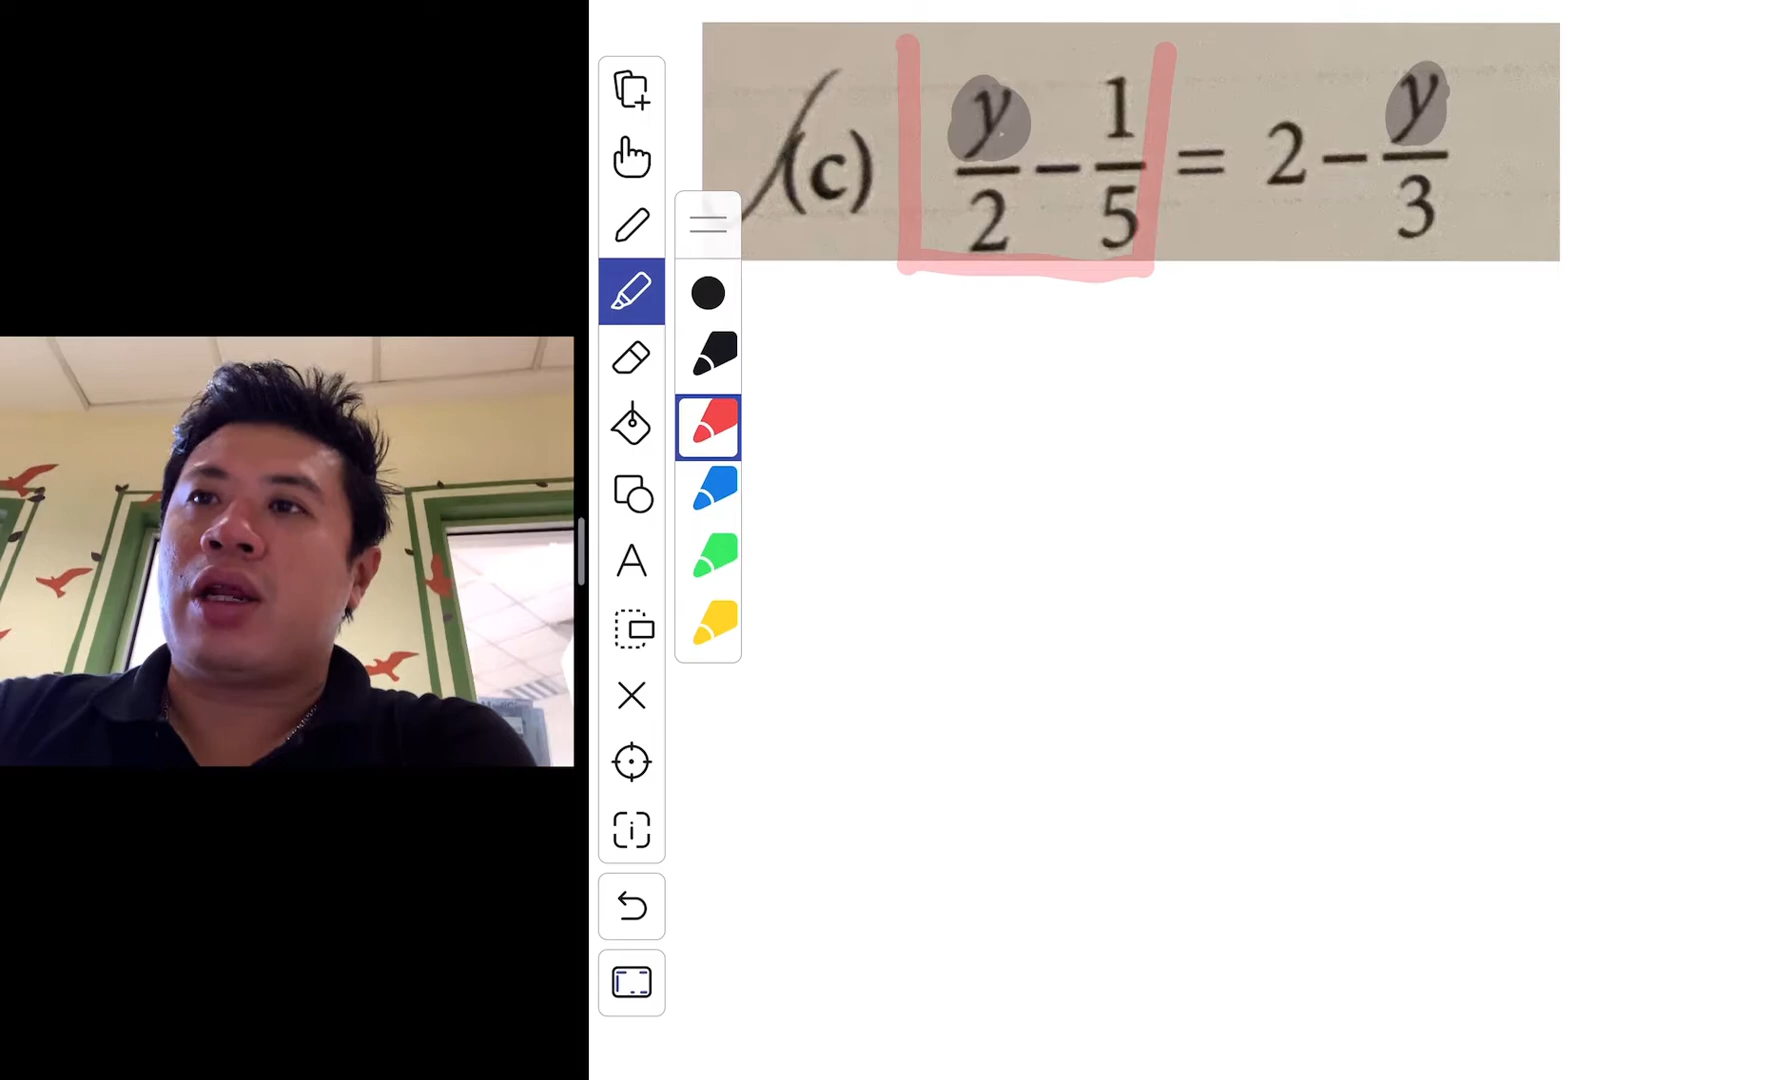 (c) y/2 - 1/5 = 2 - y/3
A
i